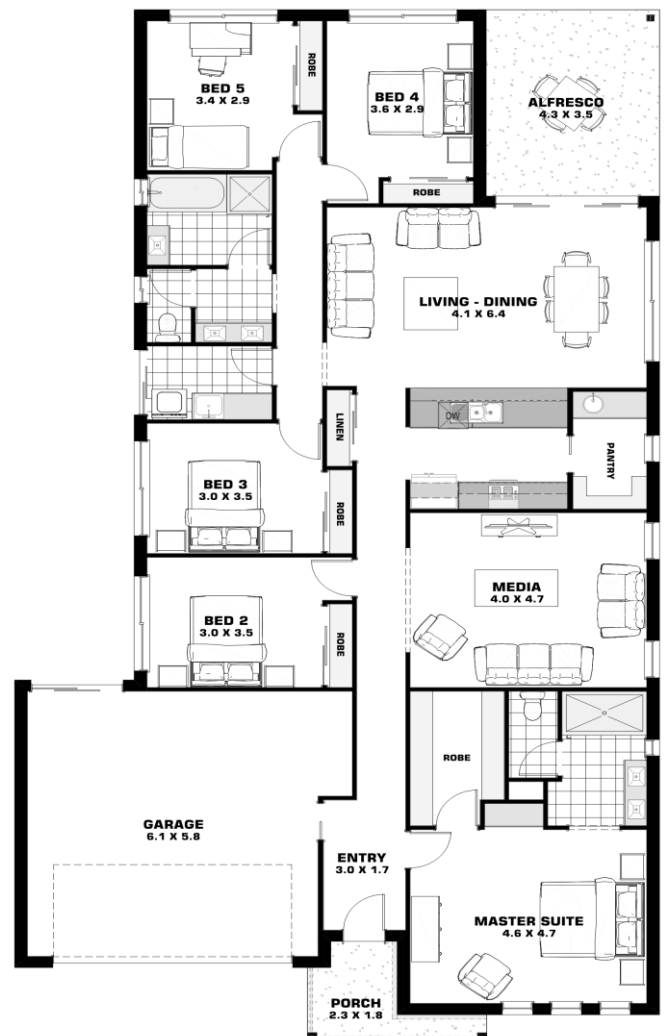 BED 5
3.4 X 2.9
ROBE
BED 4
3.6 X 2.9
ROBE
ALFRESCO
4.3 X 3.5
LIVING - DINING
4.1 X 6.4
LINEN
DW
PANTRY
BED 3
3.0 X 3.5
ROBE
MEDIA
4.0 X 4.7
BED 2
3.0 X 3.5
ROBE
ROBE
GARAGE
6.1 X 5.8
ENTRY
3.0 X 1.7
MASTER SUITE
4.6 X 4.7
PORCH
2.3 X 1.8